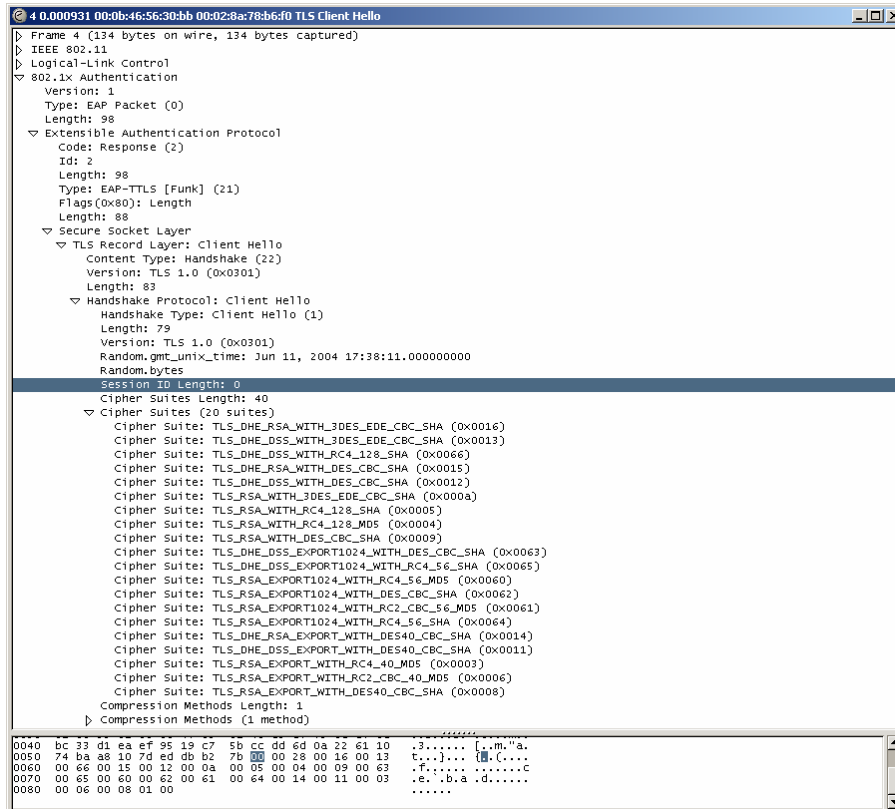 4 0.000931 00:0b:46:56:30:bb 00:02:8a:78:b6:f0 TLS Client Hello
Frame 4 (134 bytes on wire, 134 bytes captured)
IEEE 802.11
Logical-Link Control
802.1x Authentication
Version: 1
Type: EAP Packet (0)
Length: 98
Extensible Authentication Protocol
Code: Response (2)
Id: 2
Length: 98
Type: EAP-TTLS [Funk] (21)
Flags(0x80): Length
Length: 88
Secure Socket Layer
TLS Record Layer: Client Hello
Content Type: Handshake (22)
Version: TLS 1.0 (0x0301)
Length: 83
Handshake Protocol: Client Hello
Handshake Type: Client Hello (1)
Length: 79
Version: TLS 1.0 (0x0301)
Random.gmt_unix_time: Jun 11, 2004 17:38:11.000000000
Random.bytes
Session ID Length: 0
Cipher Suites Length: 40
Cipher Suites (20 suites)
Cipher Suite: TLS_DHE_RSA_WITH_3DES_EDE_CBC_SHA (0x0016)
Cipher Suite: TLS_DHE_DSS_WITH_3DES_EDE_CBC_SHA (0x0013)
Cipher Suite: TLS_DHE_DSS_WITH_RC4_128_SHA (0x0066)
Cipher Suite: TLS_DHE_RSA_WITH_DES_CBC_SHA (0x0015)
Cipher Suite: TLS_DHE_DSS_WITH_DES_CBC_SHA (0x0012)
Cipher Suite: TLS_RSA_WITH_3DES_EDE_CBC_SHA (0x000a)
Cipher Suite: TLS_RSA_WITH_RC4_128_SHA (0x0005)
Cipher Suite: TLS_RSA_WITH_RC4_128_MD5 (0x0004)
Cipher Suite: TLS_RSA_WITH_DES_CBC_SHA (0x0009)
Cipher Suite: TLS_DHE_DSS_EXPORT1024_WITH_DES_CBC_SHA (0x0063)
Cipher Suite: TLS_DHE_DSS_EXPORT1024_WITH_RC4_56_SHA (0x0065)
Cipher Suite: TLS_RSA_EXPORT1024_WITH_RC4_56_MD5 (0x0060)
Cipher Suite: TLS_RSA_EXPORT1024_WITH_DES_CBC_SHA (0x0062)
Cipher Suite: TLS_RSA_EXPORT1024_WITH_RC2_CBC_56_MD5 (0x0061)
Cipher Suite: TLS_RSA_EXPORT1024_WITH_RC4_56_SHA (0x0064)
Cipher Suite: TLS_DHE_RSA_EXPORT_WITH_DES40_CBC_SHA (0x0014)
Cipher Suite: TLS_DHE_DSS_EXPORT_WITH_DES40_CBC_SHA (0x0011)
Cipher Suite: TLS_RSA_EXPORT_WITH_RC4_40_MD5 (0x0003)
Cipher Suite: TLS_RSA_EXPORT_WITH_RC2_CBC_40_MD5 (0x0006)
Cipher Suite: TLS_RSA_EXPORT_WITH_DES40_CBC_SHA (0x0008)
Compression Methods Length: 1
Compression Methods (1 method)
0040 bc 33 d1 ea ef 95 19 c7 5b cc dd 6d 0a 22 61 10 .3...... [..m."a.
0050 74 ba a8 10 7d ed db b2 7b 00 00 28 00 16 00 13 t...}... {..(....
0060 00 66 00 15 00 12 00 0a 00 05 00 04 00 09 00 63 .f...... .......c
0070 00 65 00 60 00 62 00 61 00 64 00 14 00 11 00 03 .e.`.b.a .d......
0080 00 06 00 08 01 00 ......